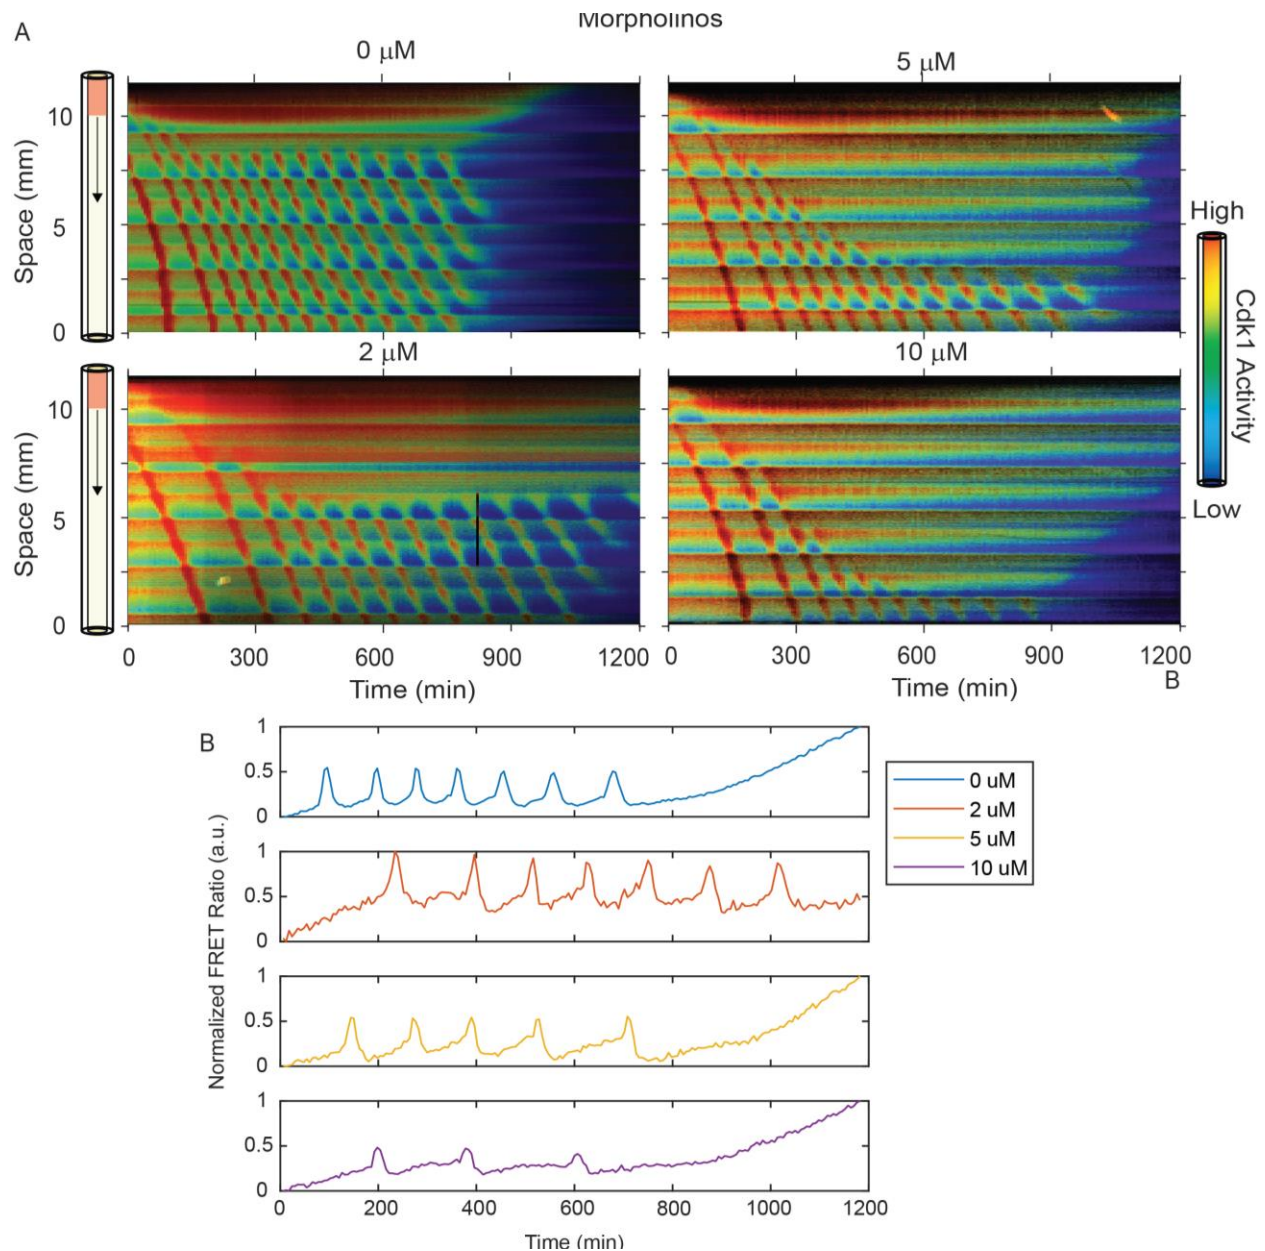 Morpholinos
A
0 μM
5 μM
10
5
0
Space (mm)
High
Cdk1 Activity
Low
2 μM
10 μM
10
5
0
Space (mm)
0 300 600 900 1200
0 300 600 900 1200
Time (min)
Time (min)
B
B
1
0.5
0
1
0.5
0
1
0.5
0
1
0.5
0
Normalized FRET Ratio (a.u.)
0 uM
2 uM
5 uM
10 uM
0 200 400 600 800 1000 1200
Time (min)